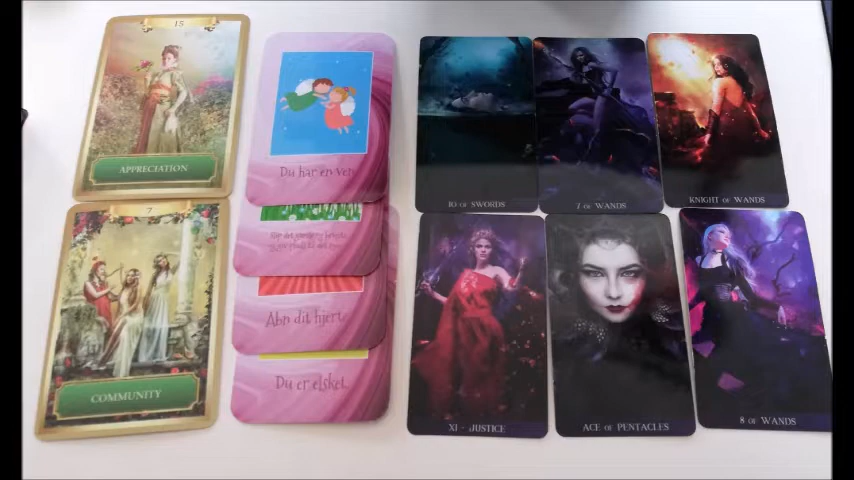 15
APPRECIATION
7
COMMUNITY
Du har en ven
Åbn dit hjerte
Du er elsket
10 OF SWORDS
7 OF WANDS
KNIGHT OF WANDS
XI - JUSTICE
ACE OF PENTACLES
8 OF WANDS